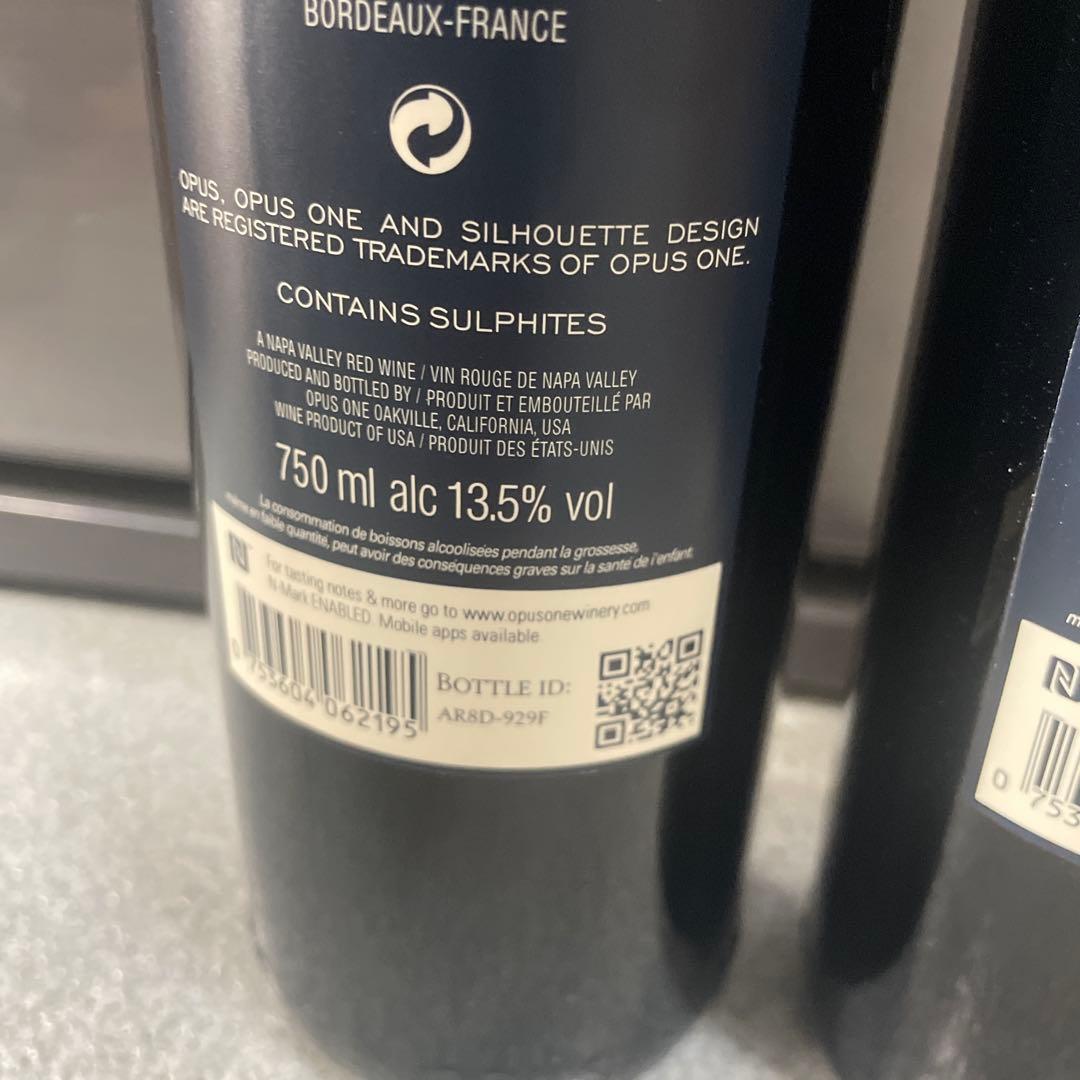 BORDEAUX-FRANCE
OPUS, OPUS ONE AND SILHOUETTE DESIGN
ARE REGISTERED TRADEMARKS OF OPUS ONE.
CONTAINS SULPHITES
A NAPA VALLEY RED WINE / VIN ROUGE DE NAPA VALLEY
PRODUCED AND BOTTLED BY / PRODUIT ET EMBOUTEILLÉ PAR
OPUS ONE OAKVILLE, CALIFORNIA, USA
WINE PRODUCT OF USA / PRODUIT DES ÉTATS-UNIS
750 ml alc 13.5% vol
La consommation de boissons alcoolisées pendant la grossesse,
même en faible quantité, peut avoir des conséquences graves sur la santé de l'enfant.
For tasting notes & more go to www.opusonewinery.com
N-Mark ENABLED. Mobile apps available
0 753604 062195
BOTTLE ID:
AR8D-929F
m
0 753